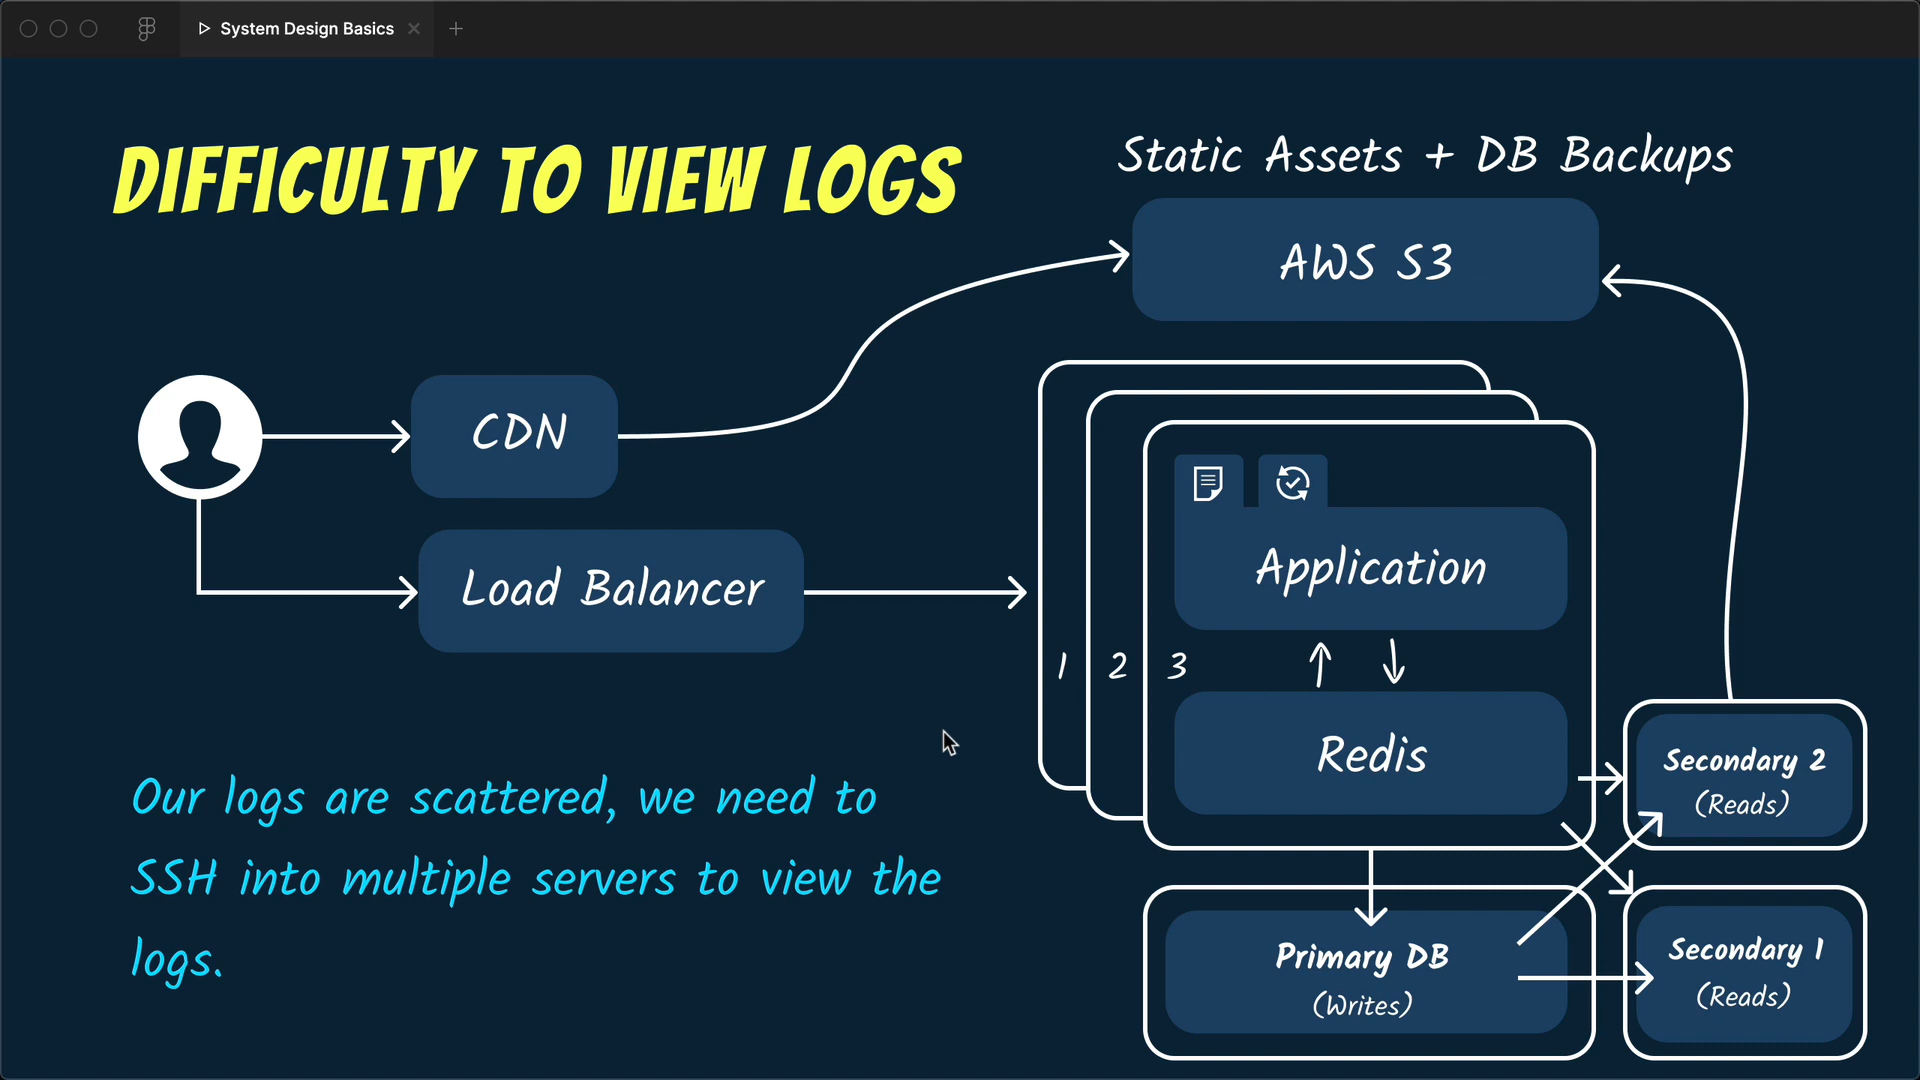 System Design Basics
DIFFICULTY TO VIEW LOGS
Static Assets + DB Backups
AWS S3
CDN
Load Balancer
Application
1 2 3
Redis
Secondary 2
(Reads)
Our logs are scattered, we need to
SSH into multiple servers to view the
logs.
Primary DB
(Writes)
Secondary 1
(Reads)